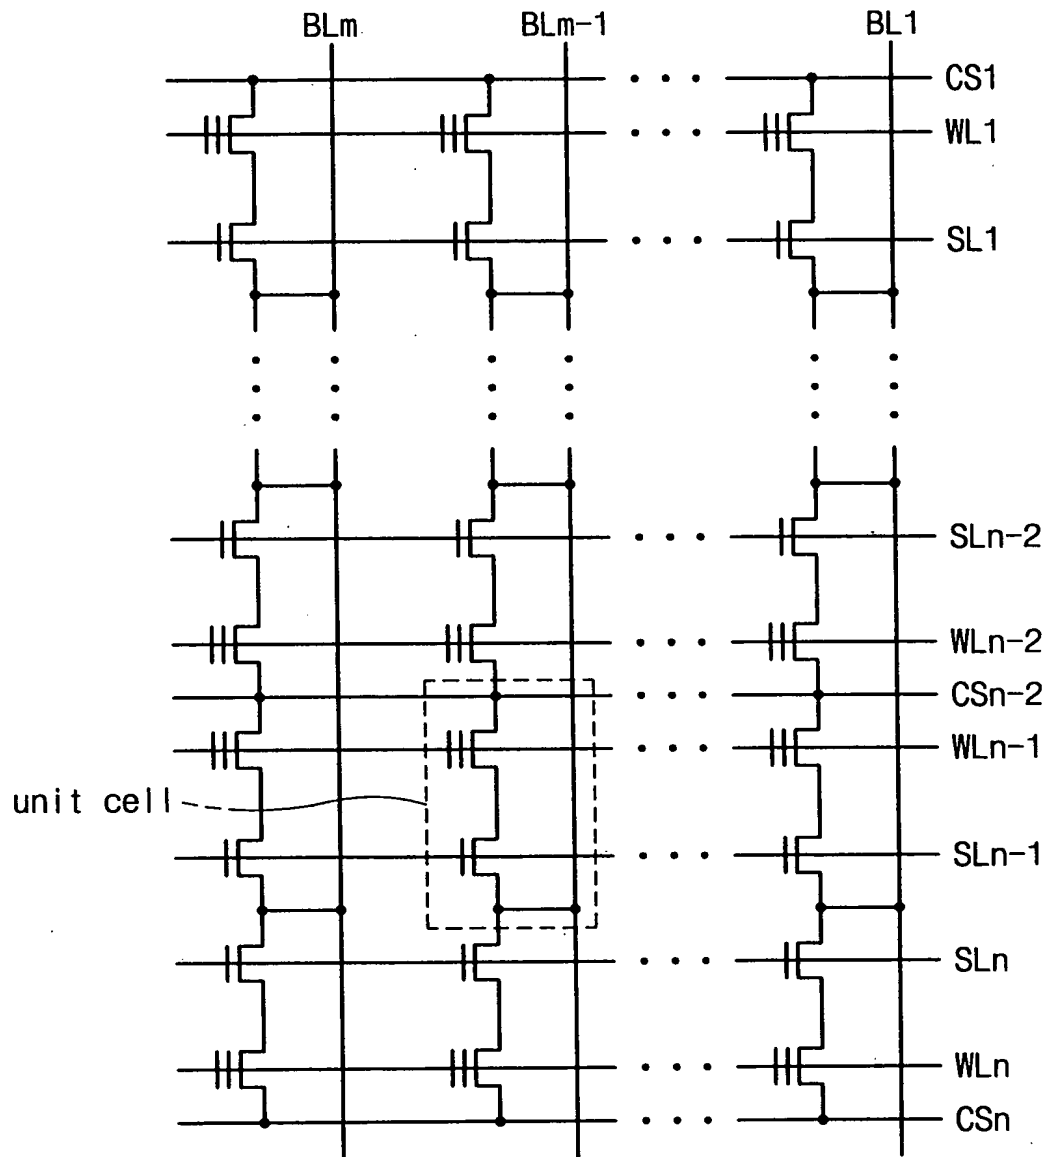 BLm
BLm-1
BL1
CS1
WL1
SL1
SLn-2
WLn-2
CSn-2
WLn-1
unit cell
SLn-1
SLn
WLn
CSn